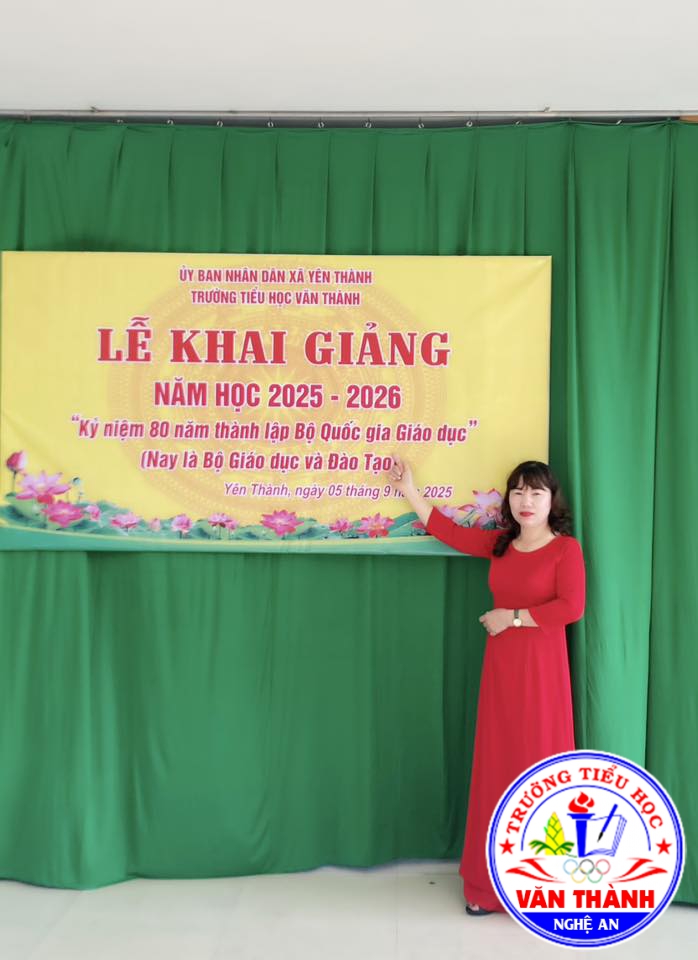 ỦY BAN NHÂN DÂN XÃ YÊN THÀNH
TRƯỜNG TIỂU HỌC VĂN THÀNH
LỄ KHAI GIẢNG
NĂM HỌC 2025 - 2026
"Kỷ niệm 80 năm thành lập Bộ Quốc gia Giáo dục"
(Nay là Bộ Giáo dục và Đào Tạo)
Yên Thành, ngày 05 tháng 9 năm 2025
TRƯỜNG TIỂU HỌC
VĂN THÀNH
NGHỆ AN